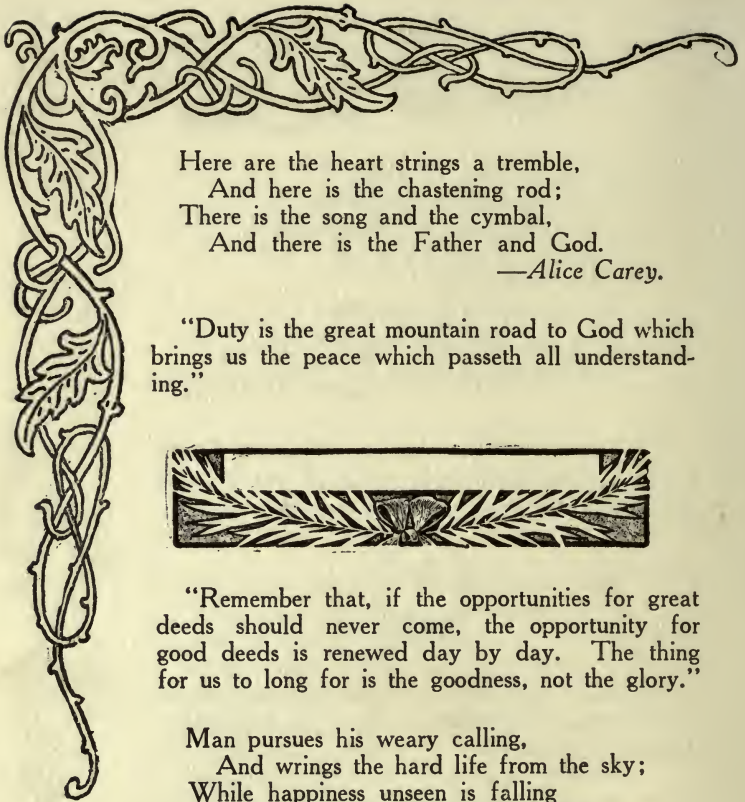 Here are the heart strings a tremble,
And here is the chastening rod;
There is the song and the cymbal,
And there is the Father and God.
—Alice Carey.
"Duty is the great mountain road to God which
brings us the peace which passeth all understand-
ing."
"Remember that, if the opportunities for great
deeds should never come, the opportunity for
good deeds is renewed day by day. The thing
for us to long for is the goodness, not the glory."
Man pursues his weary calling,
And wrings the hard life from the sky;
While happiness unseen is falling